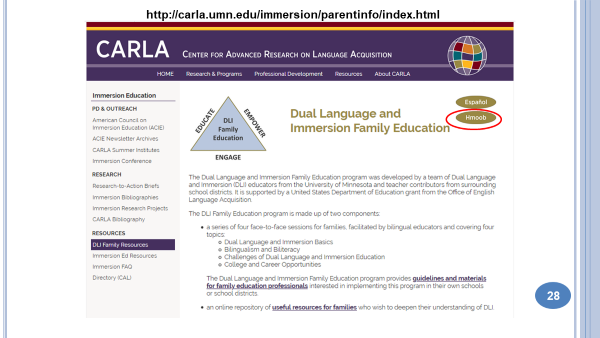 http://carla.umn.edu/immersion/parentinfo/index.html
CARLA CENTER FOR ADVANCED RESEARCH ON LANGUAGE ACQUISITION
HOME Research & Programs Professional Development Resources About CARLA
Immersion Education
PD & OUTREACH
American Council on
Immersion Education (ACIE)
ACIE Newsletter Archives
CARLA Summer Institutes
Immersion Conference
RESEARCH
Research-to-Action Briefs
Immersion Bibliographies
Immersion Research Projects
CARLA Bibliography
RESOURCES
DLI Family Resources
Immersion Ed Resources
Immersion FAQ
Directory (CAL)
EDUCATE
EMPOWER
DLI
Family
Education
ENGAGE
Dual Language and
Immersion Family Education
Español
Hmoob
The Dual Language and Immersion Family Education program was developed by a team of Dual Language
and Immersion (DLI) educators from the University of Minnesota and teacher contributors from surrounding
school districts. It is supported by a United States Department of Education grant from the Office of English
Language Acquisition
The DLI Family Education program is made up of two components:
• a series of four face-to-face sessions for families, facilitated by bilingual educators and covering four
topics:
o Dual Language and Immersion Basics
o Bilingualism and Biliteracy
o Challenges of Dual Language and Immersion Education
o College and Career Opportunities
The Dual Language and Immersion Family Education program provides guidelines and materials
for family education professionals interested in implementing this program in their own schools
or school districts
• an online repository of useful resources for families who wish to deepen their understanding of DLI
28